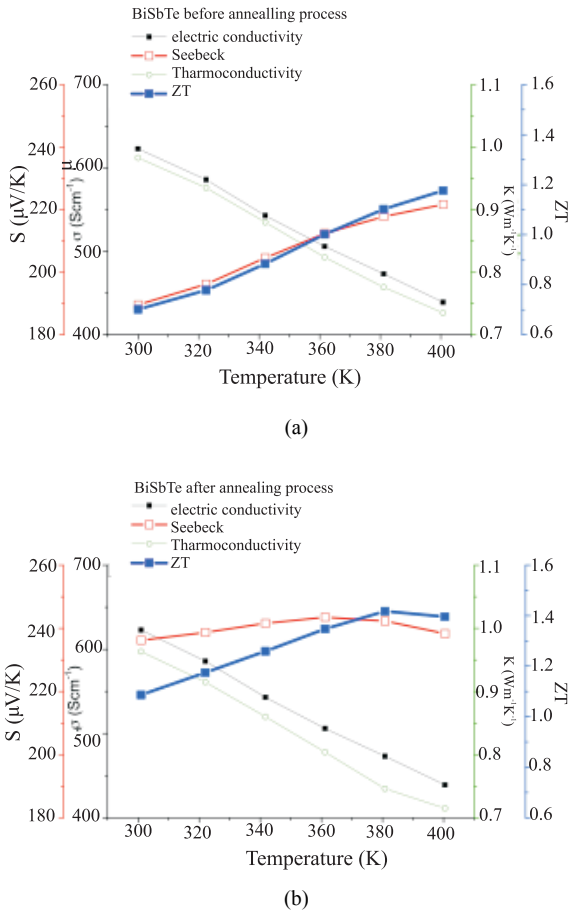 BiSbTe before annealling process
electric conductivity
Seebeck
Tharmoconductivity
ZT
260
240
220
200
180
S (μV/K)
700
600
500
400
μ
σ (Scm⁻¹)
1.1
1.0
0.9
0.8
0.7
K (Wm⁻¹K⁻¹)
1.6
1.4
1.2
1.0
0.8
0.6
ZT
300 320 340 360 380 400
Temperature (K)
(a)
BiSbTe after annealing process
electric conductivity
Seebeck
Tharmoconductivity
ZT
260
240
220
200
180
S (μV/K)
700
600
500
400
σ (Scm⁻¹)
1.1
1.0
0.9
0.8
0.7
K (Wm⁻¹K⁻¹)
1.6
1.4
1.2
1.0
0.8
0.6
ZT
300 320 340 360 380 400
Temperature (K)
(b)